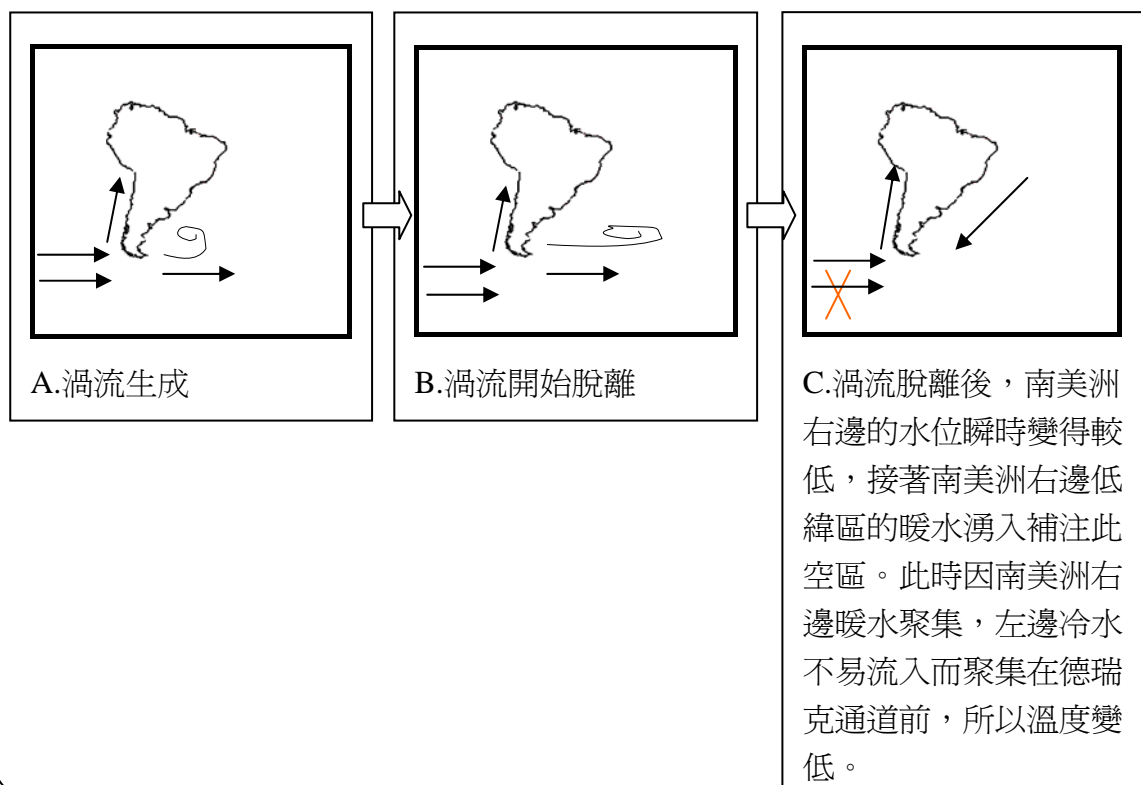 A.渦流生成
B.渦流開始脫離
C.渦流脫離後，南美洲
右邊的水位瞬時變得較
低，接著南美洲右邊低
緯區的暖水湧入補注此
空區。此時因南美洲右
邊暖水聚集，左邊冷水
不易流入而聚集在德瑞
克通道前，所以溫度變
低。